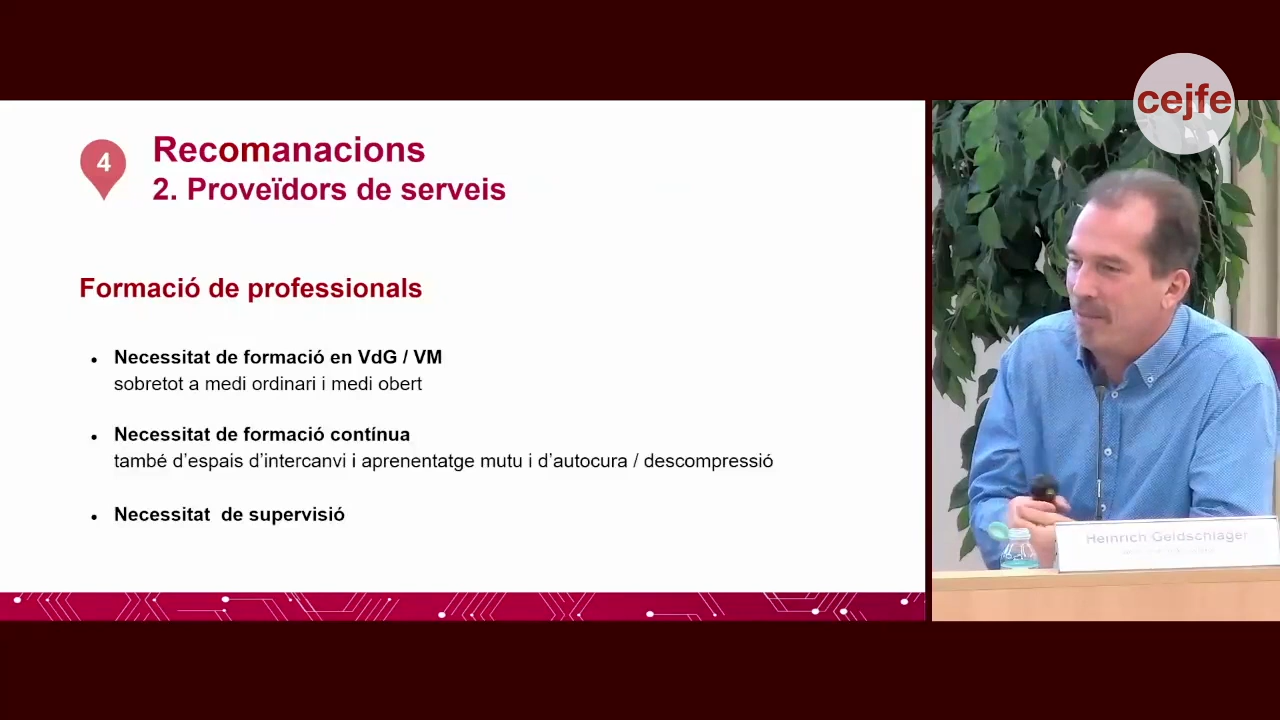 cejfe
4
Recomanacions
2. Proveïdors de serveis
Formació de professionals
• Necessitat de formació en VdG / VM
sobretot a medi ordinari i medi obert
• Necessitat de formació contínua
també d’espais d’intercanvi i aprenentatge mutu i d’autocura / descompressió
• Necessitat de supervisió
Heinrich Geldschläger